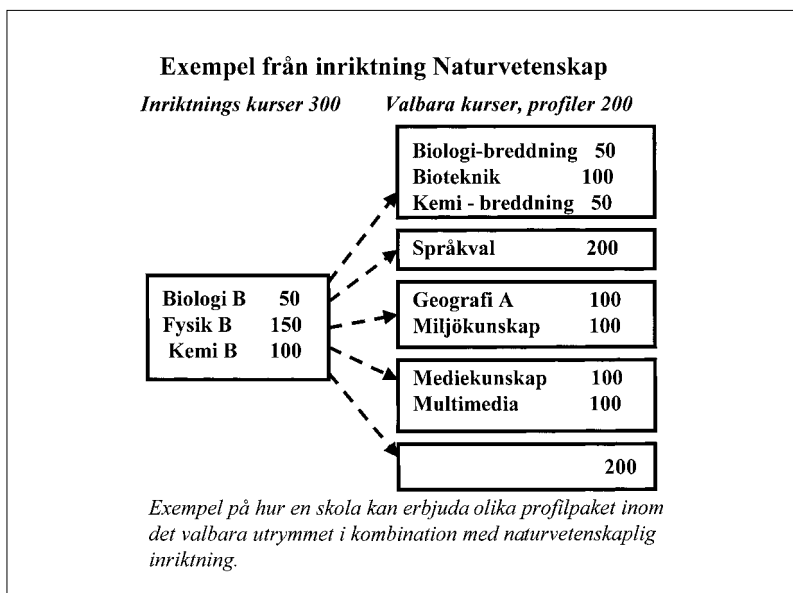 Exempel från inriktning Naturvetenskap
Inriktnings kurser 300 Valbara kurser, profiler 200
Biologi B 50
Fysik B 150
Kemi B 100
Biologi-breddning 50
Bioteknik 100
Kemi - breddning 50
Språkval 200
Geografi A 100
Miljökunskap 100
Mediekunskap 100
Multimedia 100
200
Exempel på hur en skola kan erbjuda olika profilpaket inom
det valbara utrymmet i kombination med naturvetenskaplig
inriktning.